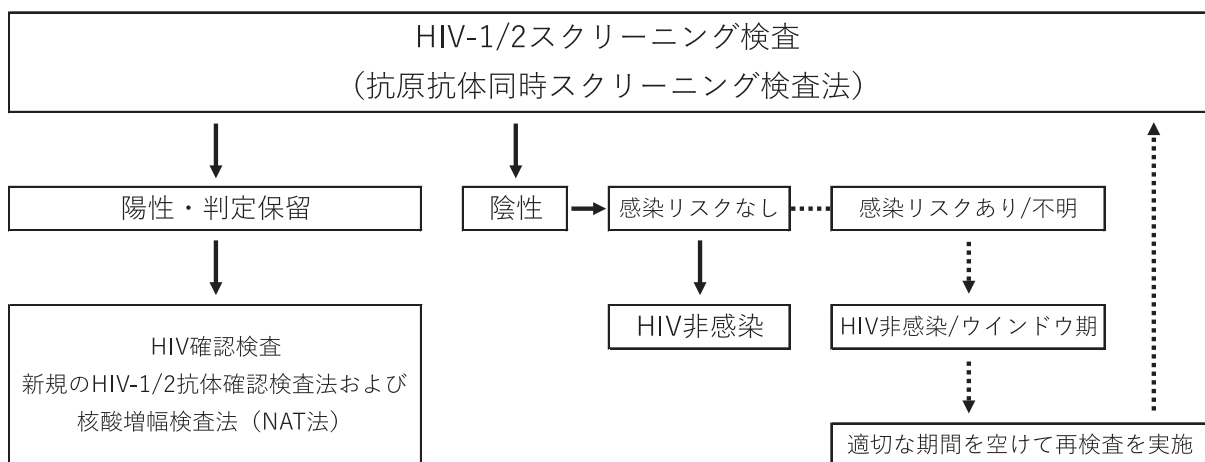 HIV-1/2スクリーニング検査
（抗原抗体同時スクリーニング検査法）
陽性・判定保留
陰性
感染リスクなし
感染リスクあり/不明
HIV確認検査
新規のHIV-1/2抗体確認検査法および
核酸増幅検査法（NAT法）
HIV非感染
HIV非感染/ウインドウ期
適切な期間を空けて再検査を実施